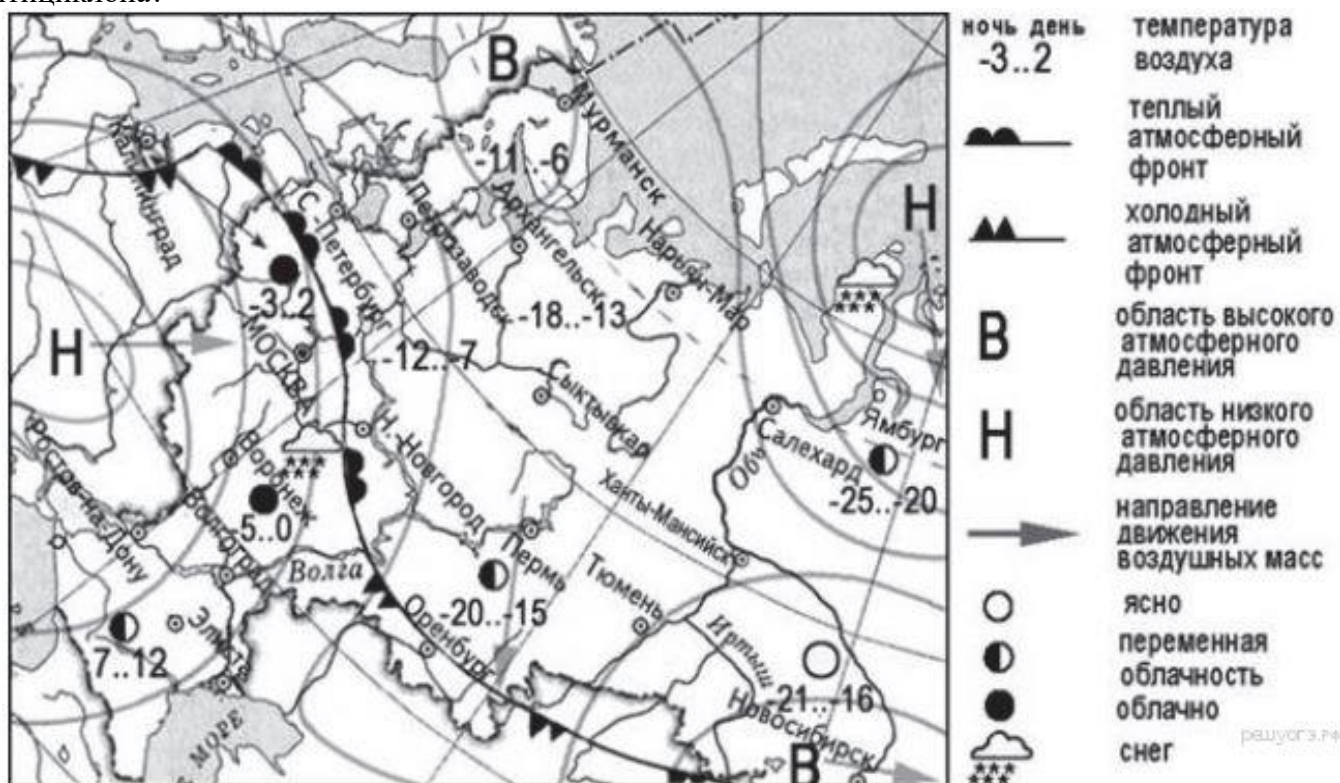 В
Мурманск
-11 -6
Калининград
С.-Петербург
Петрозаводск
Архангельск
Нарьян-Мар
Н
-3..2
-18..-13
Н
МОСКВА
-12..-7
Сыктывкар
Салехард
Ямбург
-25..-20
Обь
Ростов-на-Дону
Воронеж
Н.-Новгород
Ханты-Мансийск
Волгоград
-5..0
Волга
Пермь
Тюмень
Иртыш
-20..-15
Оренбург
Элиста
7..12
-21..-16
Новосибирск
МОРЕ
В
ночь день
-3..2
температура
воздуха
теплый
атмосферный
фронт
холодный
атмосферный
фронт
В
область высокого
атмосферного
давления
Н
область низкого
атмосферного
давления
направление
движения
воздушных масс
ясно
переменная
облачность
облачно
снег
решуогэ.рф